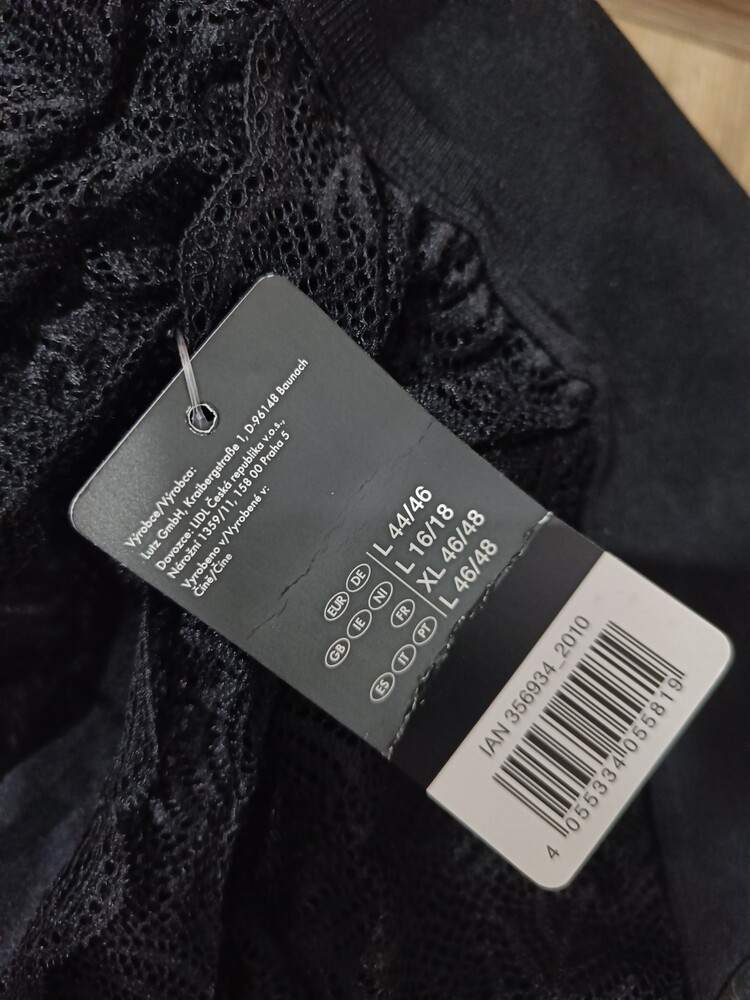 Výrobce/Výrobca:
Lutz GmbH, Kraibergstraße 1, D-96148 Baunach
Dovozce: LIDL Česká republika v.o.s.,
Nárožní 1359/11, 158 00 Praha 5
Vyrobeno v/Vyrobené v:
Číně/Číne
EUR DE L 44/46
GB IE NI L 16/18
FR XL 46/48
ES IT PT L 46/48
IAN 356934_2010
4 055334 055819